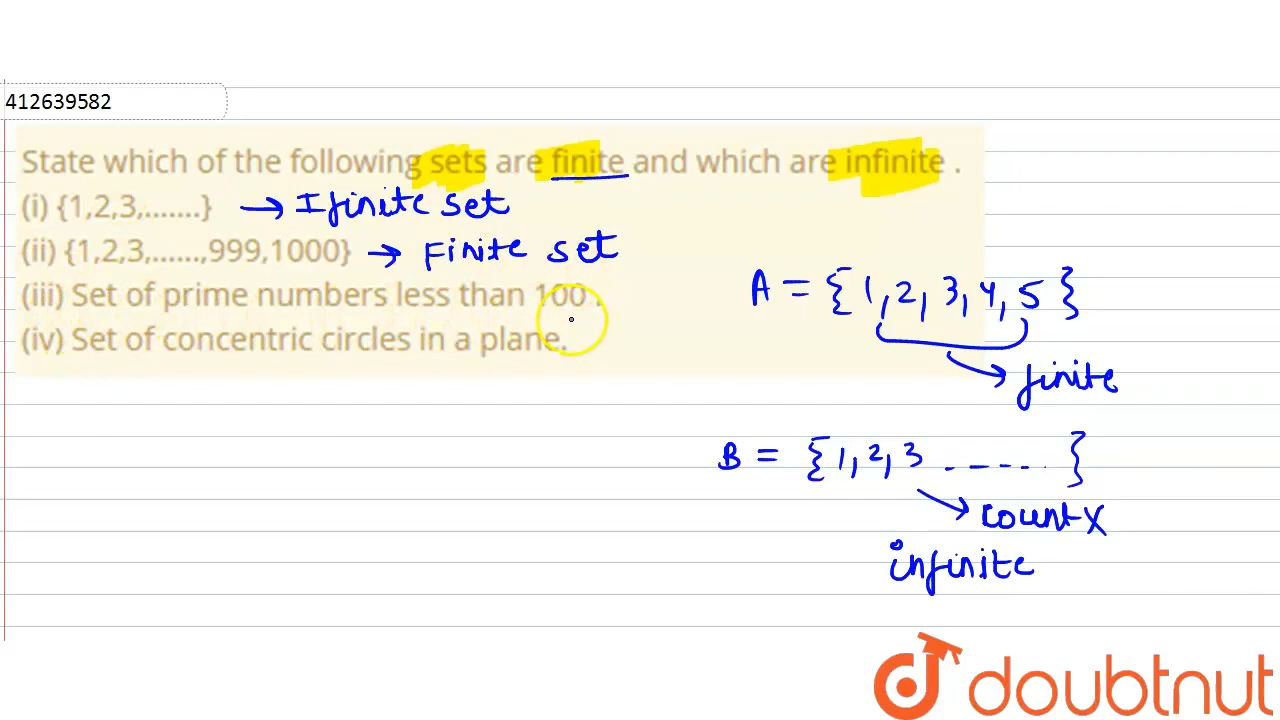 412639582
State which of the following sets are finite and which are infinite .
(i) {1,2,3,.......} → Ifinite set
(ii) {1,2,3,......,999,1000} → Finite set
(iii) Set of prime numbers less than 100 .
(iv) Set of concentric circles in a plane.
A = {1,2,3,4,5}
→ finite
B = {1,2,3 ------}
→ count X
infinite
doubtnut